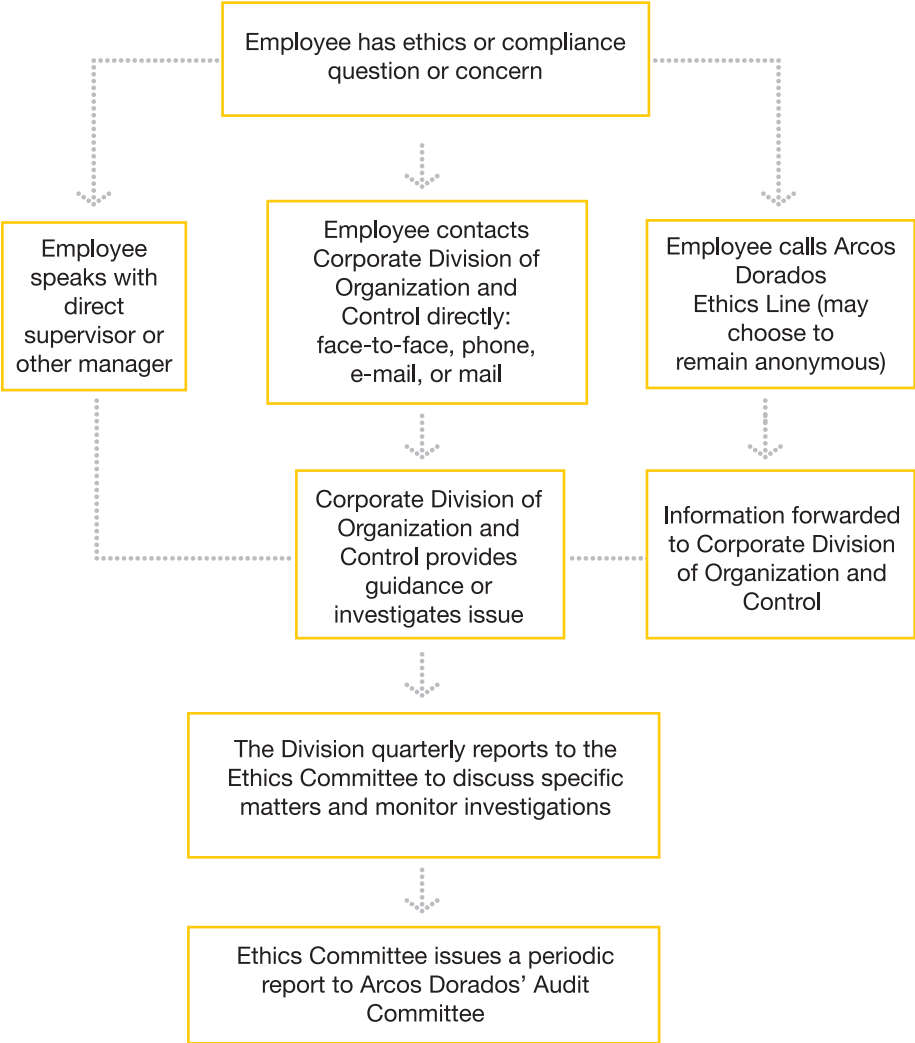 Employee has ethics or compliance
question or concern
Employee
speaks with
direct
supervisor or
other manager
Employee contacts
Corporate Division of
Organization and
Control directly:
face-to-face, phone,
e-mail, or mail
Employee calls Arcos
Dorados
Ethics Line (may
choose to
remain anonymous)
Corporate Division of
Organization and
Control provides
guidance or
investigates issue
Information forwarded
to Corporate Division
of Organization and
Control
The Division quarterly reports to the
Ethics Committee to discuss specific
matters and monitor investigations
Ethics Committee issues a periodic
report to Arcos Dorados’ Audit
Committee